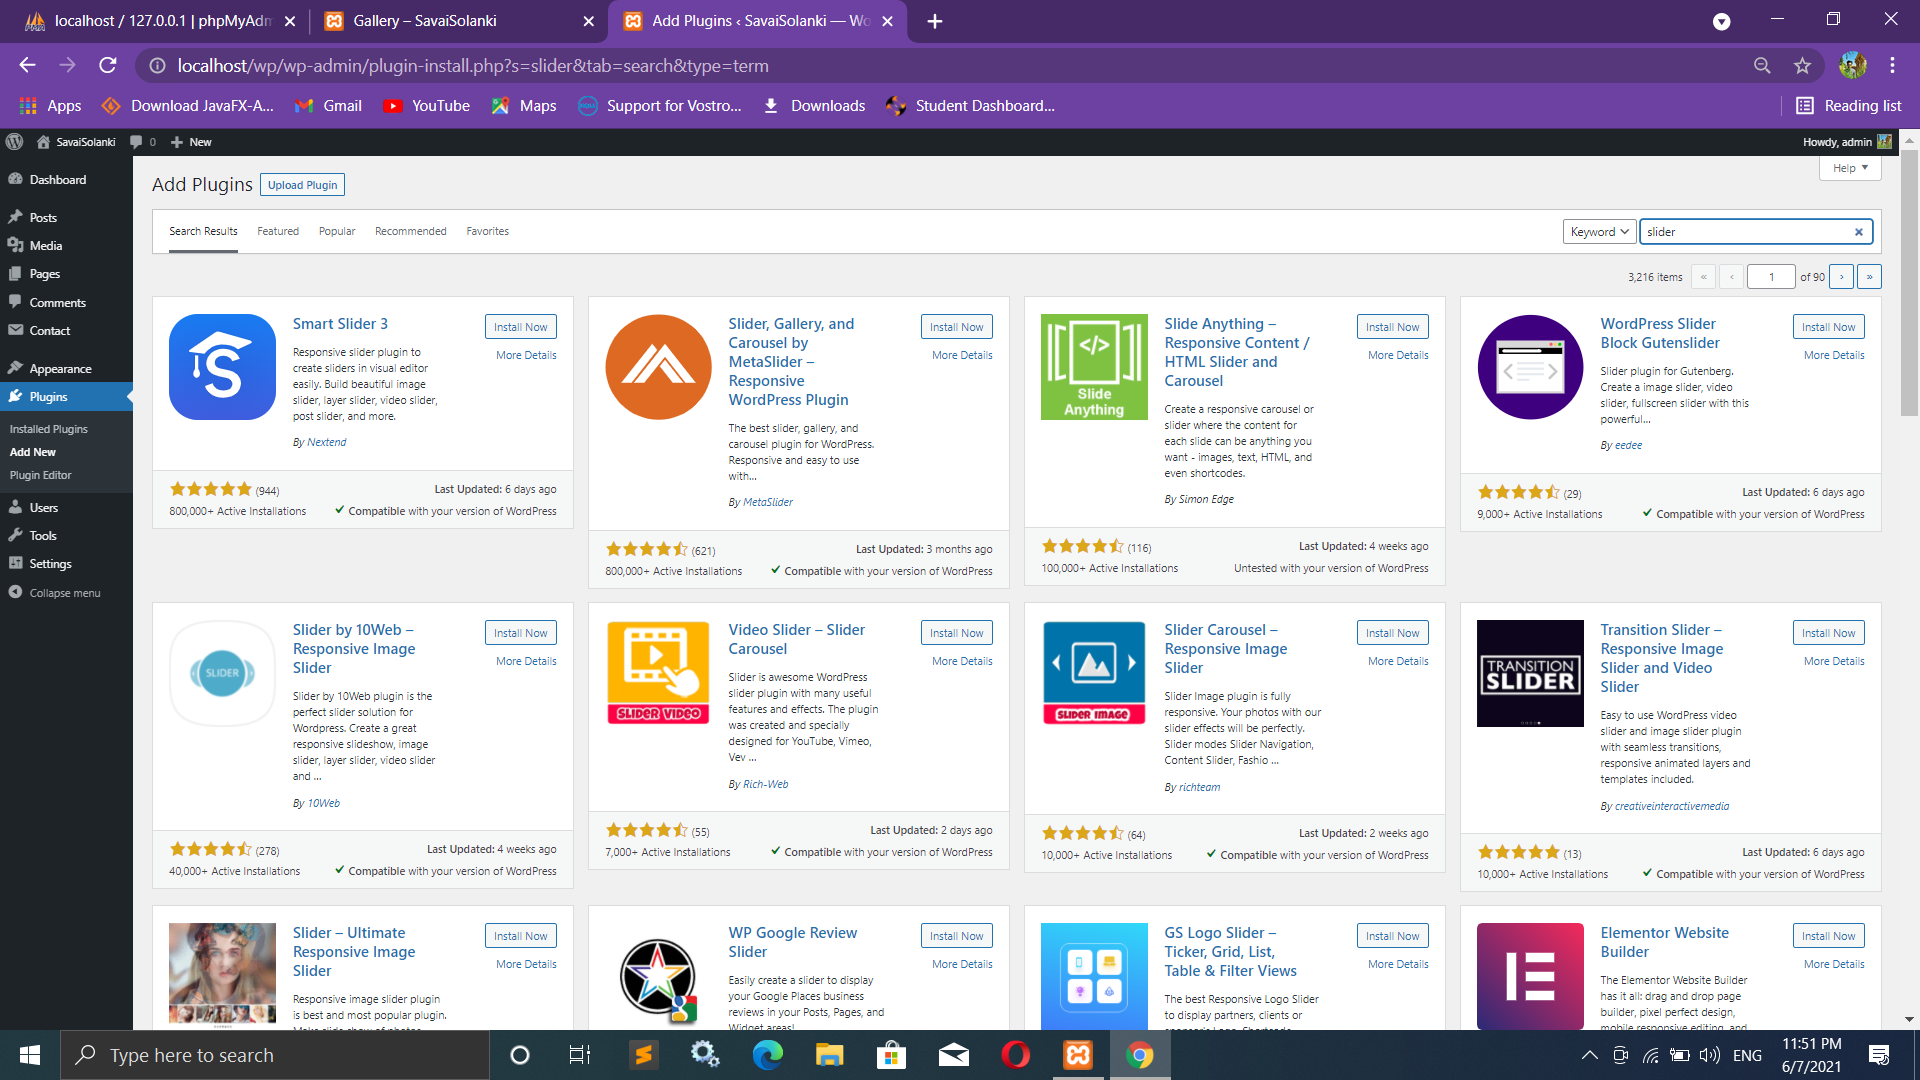 localhost / 127.0.0.1 | phpMyAdm
Gallery – SavaiSolanki
Add Plugins ‹ SavaiSolanki — Wo
localhost/wp/wp-admin/plugin-install.php?s=slider&tab=search&type=term
Apps
Download JavaFX-A...
Gmail
YouTube
Maps
Support for Vostro...
Downloads
Student Dashboard...
Reading list
SavaiSolanki
0
New
Howdy, admin
Dashboard
Posts
Media
Pages
Comments
Contact
Appearance
Plugins
Installed Plugins
Add New
Plugin Editor
Users
Tools
Settings
Collapse menu
Add Plugins
Upload Plugin
Help
Search Results
Featured
Popular
Recommended
Favorites
Keyword
slider
3,216 items
«
‹
1
of 90
›
»
S
Smart Slider 3
Install Now
More Details
Responsive slider plugin to
create sliders in visual editor
easily. Build beautiful image
slider, layer slider, video slider,
post slider, and more.
By Nextend
(944)
Last Updated: 6 days ago
800,000+ Active Installations
Compatible with your version of WordPress
Slider, Gallery, and
Carousel by
MetaSlider –
Responsive
WordPress Plugin
Install Now
More Details
The best slider, gallery, and
carousel plugin for WordPress.
Responsive and easy to use
with...
By MetaSlider
(621)
Last Updated: 3 months ago
800,000+ Active Installations
Compatible with your version of WordPress
</>
Slide
Anything
Slide Anything –
Responsive Content /
HTML Slider and
Carousel
Install Now
More Details
Create a responsive carousel or
slider where the content for
each slide can be anything you
want - images, text, HTML, and
even shortcodes.
By Simon Edge
(116)
Last Updated: 4 weeks ago
100,000+ Active Installations
Untested with your version of WordPress
WordPress Slider
Block Gutenslider
Install Now
More Details
Slider plugin for Gutenberg.
Create a image slider, video
slider, fullscreen slider with this
powerful...
By eedee
(29)
Last Updated: 6 days ago
9,000+ Active Installations
Compatible with your version of WordPress
SLIDER
Slider by 10Web –
Responsive Image
Slider
Install Now
More Details
Slider by 10Web plugin is the
perfect slider solution for
Wordpress. Create a great
responsive slideshow, image
slider, layer slider, video slider
and ...
By 10Web
(278)
Last Updated: 4 weeks ago
40,000+ Active Installations
Compatible with your version of WordPress
SLIDER VIDEO
Video Slider – Slider
Carousel
Install Now
More Details
Slider is awesome WordPress
slider plugin with many useful
features and effects. The plugin
was created and specially
designed for YouTube, Vimeo,
Vev ...
By Rich-Web
(55)
Last Updated: 2 days ago
7,000+ Active Installations
Compatible with your version of WordPress
SLIDER IMAGE
Slider Carousel –
Responsive Image
Slider
Install Now
More Details
Slider Image plugin is fully
responsive. Your photos with our
slider effects will be perfectly.
Slider modes Slider Navigation,
Content Slider, Fashio ...
By richteam
(64)
Last Updated: 2 weeks ago
10,000+ Active Installations
Compatible with your version of WordPress
TRANSITION
SLIDER
Transition Slider –
Responsive Image
Slider and Video
Slider
Install Now
More Details
Easy to use WordPress video
slider and image slider plugin
with seamless transitions,
responsive animated layers and
templates included.
By creativeinteractivemedia
(13)
Last Updated: 6 days ago
10,000+ Active Installations
Compatible with your version of WordPress
Slider – Ultimate
Responsive Image
Slider
Install Now
More Details
Responsive image slider plugin
is best and most popular plugin.
Make slide show of photos
WP Google Review
Slider
Install Now
More Details
Easily create a slider to display
your Google Places business
reviews in your Posts, Pages, and
Widget areas!
GS Logo Slider –
Ticker, Grid, List,
Table & Filter Views
Install Now
More Details
The best Responsive Logo Slider
to display partners, clients or
sponsor's Logo. Shortcode
Elementor Website
Builder
Install Now
More Details
The Elementor Website Builder
has it all: drag and drop page
builder, pixel perfect design,
mobile responsive editing, and
Type here to search
ENG
11:51 PM
6/7/2021